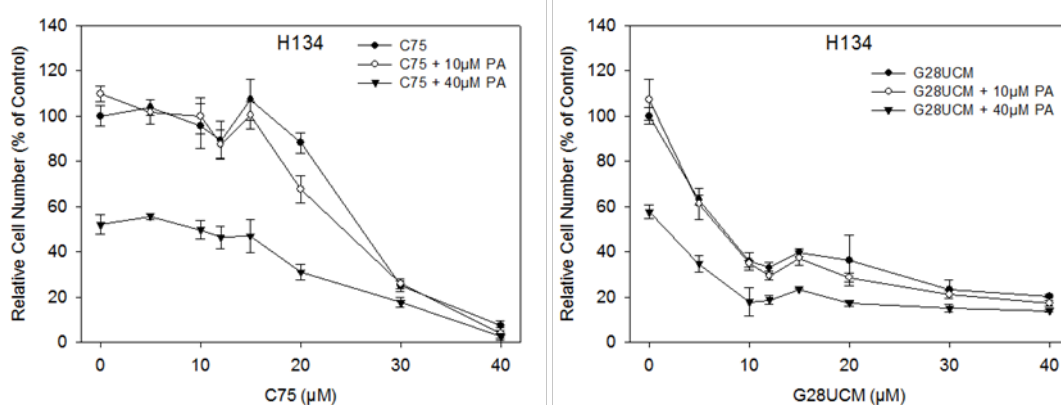 H134
C75
C75 + 10µM PA
C75 + 40µM PA
Relative Cell Number (% of Control)
140
120
100
80
60
40
20
0
0 10 20 30 40
C75 (µM)
H134
G28UCM
G28UCM + 10µM PA
G28UCM + 40µM PA
Relative Cell Number (% of Control)
140
120
100
80
60
40
20
0
0 10 20 30 40
G28UCM (µM)